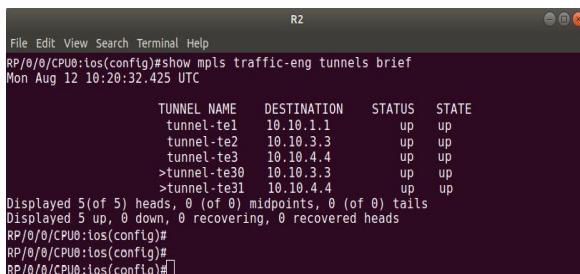 R2
File Edit View Search Terminal Help
RP/0/0/CPU0:ios(config)#show mpls traffic-eng tunnels brief
Mon Aug 12 10:20:32.425 UTC
TUNNEL NAME DESTINATION STATUS STATE
tunnel-te1 10.10.1.1 up up
tunnel-te2 10.10.3.3 up up
tunnel-te3 10.10.4.4 up up
>tunnel-te30 10.10.3.3 up up
>tunnel-te31 10.10.4.4 up up
Displayed 5(of 5) heads, 0 (of 0) midpoints, 0 (of 0) tails
Displayed 5 up, 0 down, 0 recovering, 0 recovered heads
RP/0/0/CPU0:ios(config)#
RP/0/0/CPU0:ios(config)#
RP/0/0/CPU0:ios(config)#